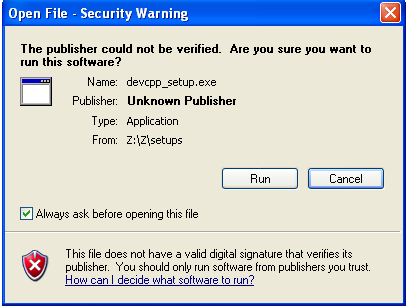 Open File - Security Warning
The publisher could not be verified.  Are you sure you want to
run this software?
Name: devcpp_setup.exe
Publisher: Unknown Publisher
Type: Application
From: Z:\Z\setups
Run Cancel
Always ask before opening this file
This file does not have a valid digital signature that verifies its
publisher.  You should only run software from publishers you trust.
How can I decide what software to run?